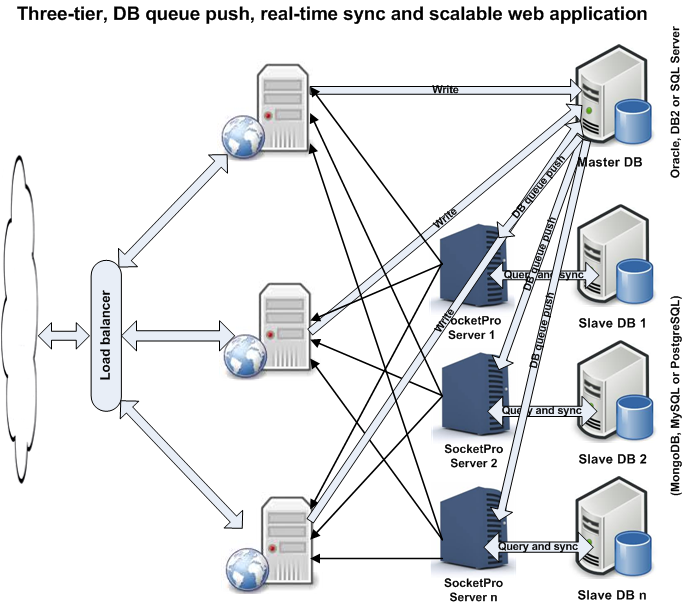 Three-tier, DB queue push, real-time sync and scalable web application
Write
Master DB
Oracle, DB2 or SQL Server
Write
DB queue push
DB queue push
DB queue push
Write
Load balancer
SocketPro
Server 1
Query and sync
Slave DB 1
SocketPro
Server 2
Query and sync
Slave DB 2
(MongoDB, MySQL or PostgreSQL)
SocketPro
Server n
Query and sync
Slave DB n